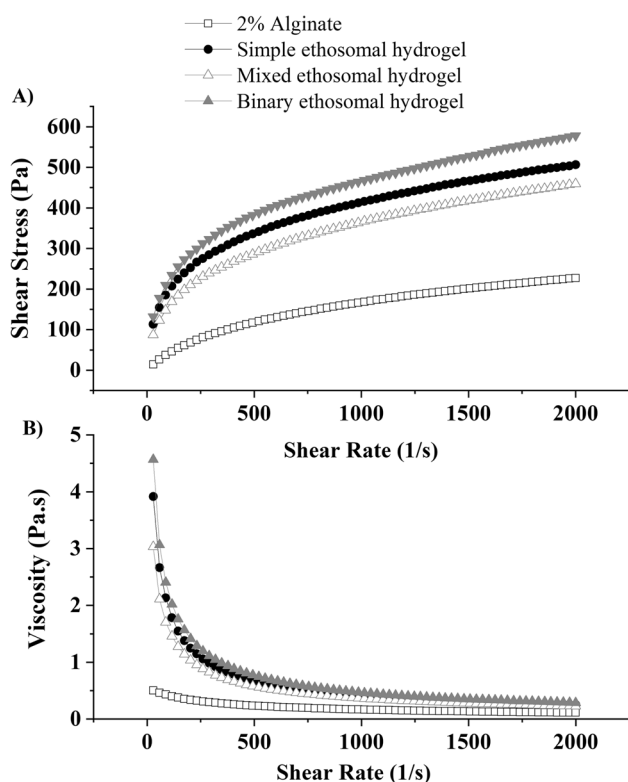 2% Alginate
Simple ethosomal hydrogel
Mixed ethosomal hydrogel
Binary ethosomal hydrogel
A)
600
500
400
300
200
100
0
Shear Stress (Pa)
0 500 1000 1500 2000
Shear Rate (1/s)
B)
5
4
3
2
1
0
Viscosity (Pa.s)
0 500 1000 1500 2000
Shear Rate (1/s)